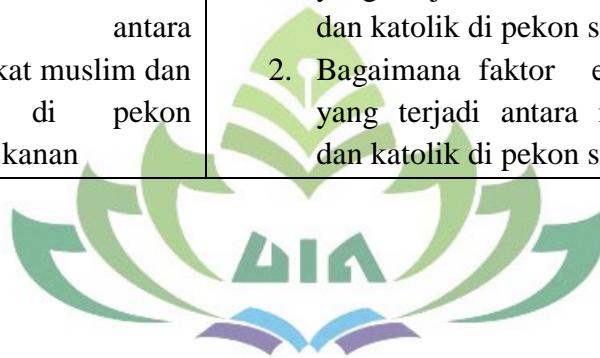 antara
kat muslim dan
di pekon
kanan
dan katolik di pekon s
2. Bagaimana faktor e
yang terjadi antara
dan katolik di pekon s
UIN